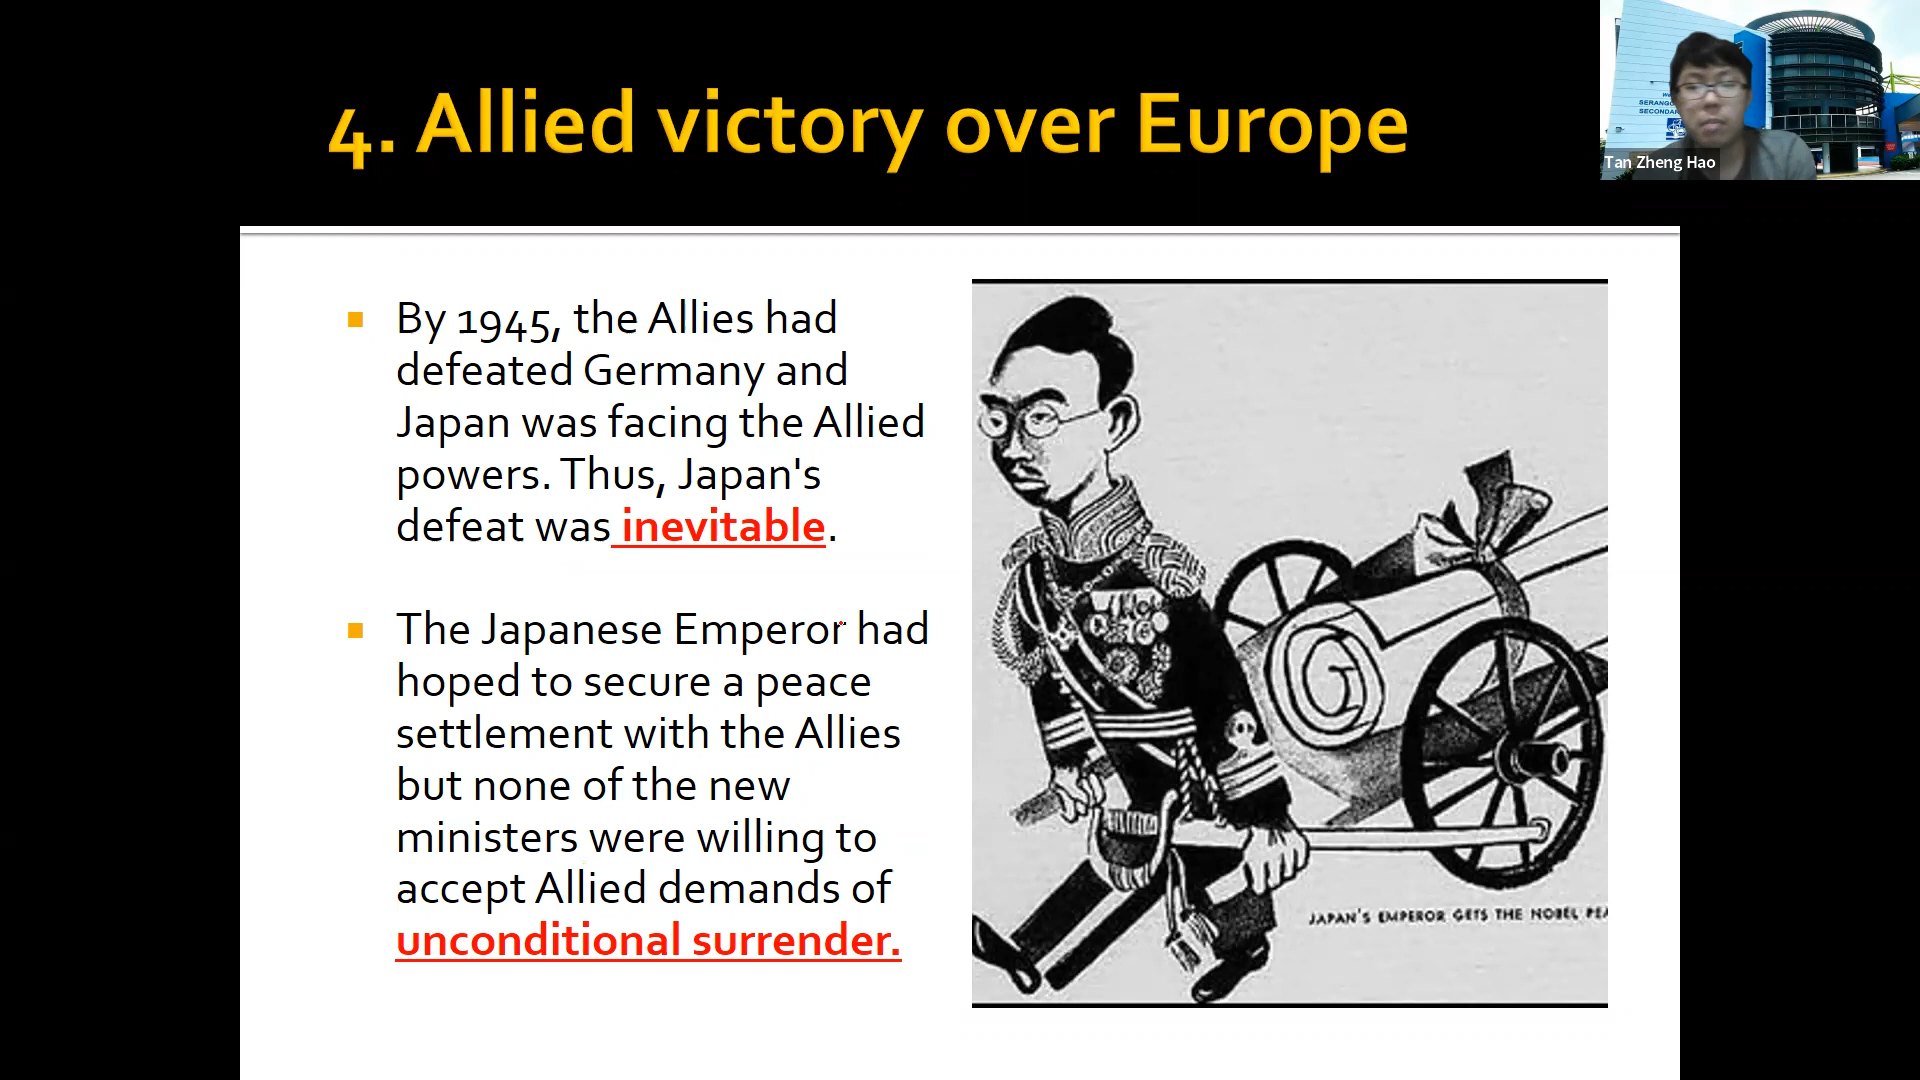 4. Allied victory over Europe
SERANG
SECONDAR
Tan Zheng Hao
By 1945, the Allies had
defeated Germany and
Japan was facing the Allied
powers. Thus, Japan's
defeat was inevitable.
The Japanese Emperor had
hoped to secure a peace
settlement with the Allies
but none of the new
ministers were willing to
accept Allied demands of
unconditional surrender.
JAPAN'S EMPEROR GETS THE NOBEL PEA